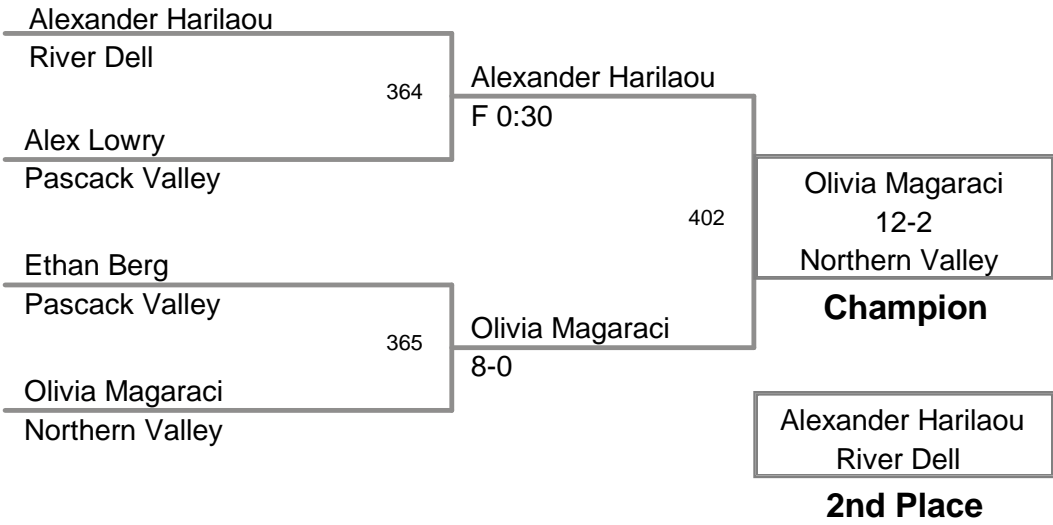 Alexander Harilaou
River Dell
364
Alex Lowry
Pascack Valley
Ethan Berg
Pascack Valley
365
Olivia Magaraci
Northern Valley
Alexander Harilaou
F 0:30
402
Olivia Magaraci
8-0
Olivia Magaraci
12-2
Northern Valley
Champion
Alexander Harilaou
River Dell
2nd Place